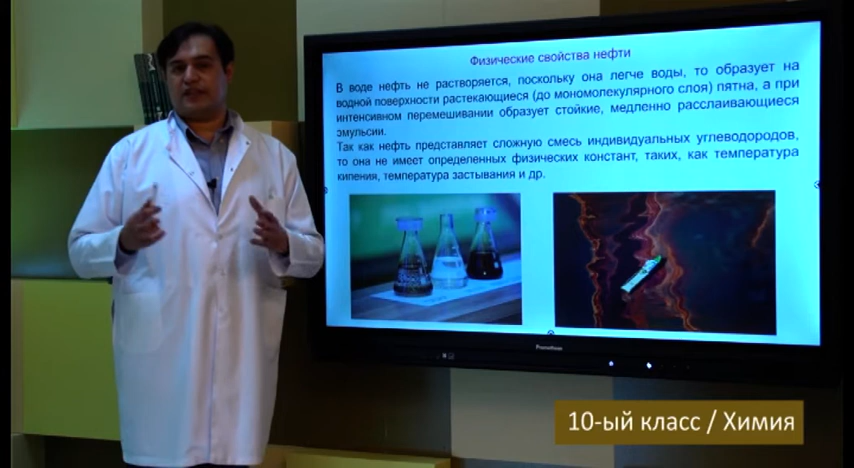 Физические свойства нефти
В воде нефть не растворяется, поскольку она легче воды, то образует на
водной поверхности растекающиеся (до мономолекулярного слоя) пятна, а при
интенсивном перемешивании образует стойкие, медленно расслаивающиеся
эмульсии.
Так как нефть представляет сложную смесь индивидуальных углеводородов,
то она не имеет определенных физических констант, таких, как температура
кипения, температура застывания и др.
Promethean
10-ый класс / Химия